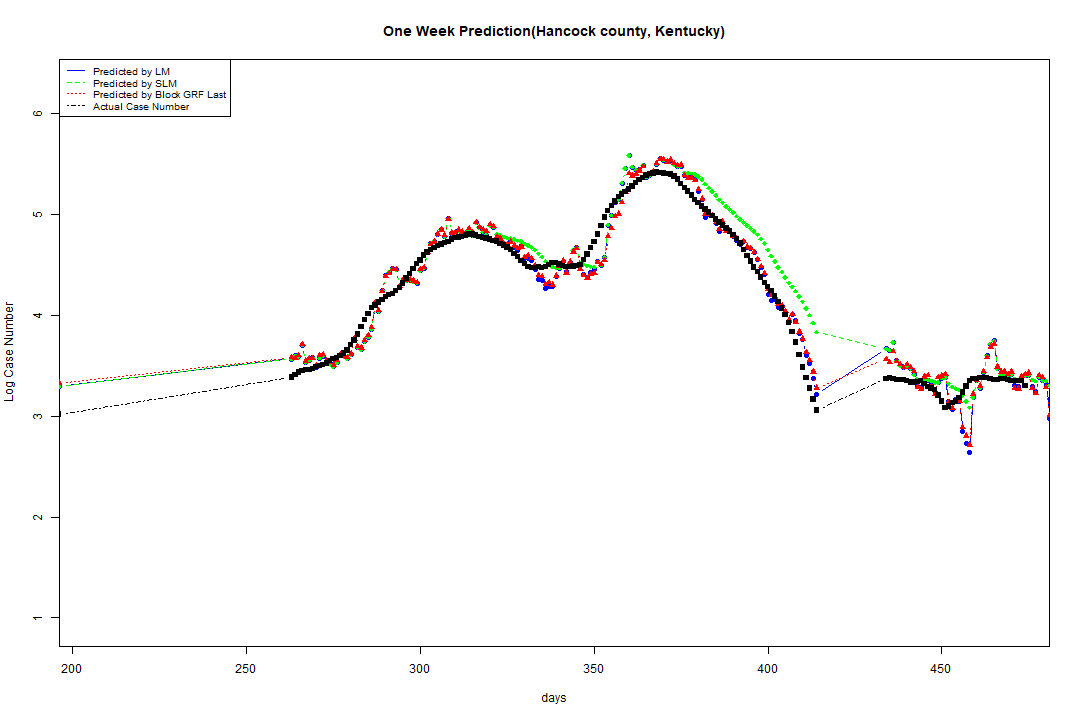 One Week Prediction(Hancock county, Kentucky)
Predicted by LM
Predicted by SLM
Predicted by Block GRF Last
Actual Case Number
Log Case Number
6
5
4
3
2
1
200 250 300 350 400 450
days